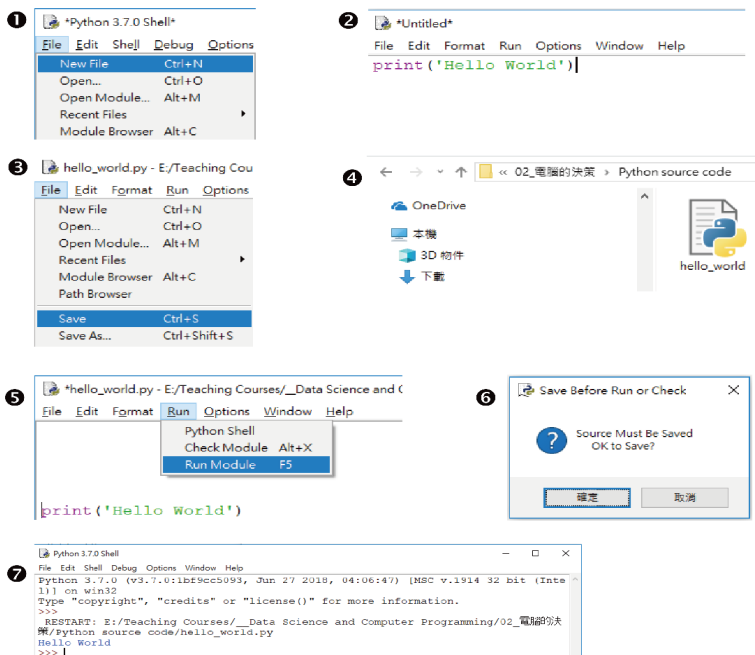 ❶ *Python 3.7.0 Shell*
File Edit Shell Debug Options
New File Ctrl+N
Open... Ctrl+O
Open Module... Alt+M
Recent Files
Module Browser Alt+C
❷ *Untitled*
File Edit Format Run Options Window Help
print('Hello World')
❸ hello_world.py - E:/Teaching Cou
File Edit Format Run Options
New File Ctrl+N
Open... Ctrl+O
Open Module... Alt+M
Recent Files
Module Browser Alt+C
Path Browser
Save Ctrl+S
Save As... Ctrl+Shift+S
❹ « 02_電腦的決策 › Python source code
OneDrive
本機
3D 物件
下載
hello_world
❺ *hello_world.py - E:/Teaching Courses/__Data Science and C
File Edit Format Run Options Window Help
Python Shell
Check Module Alt+X
Run Module F5
print('Hello World')
❻ Save Before Run or Check
Source Must Be Saved
OK to Save?
確定 取消
❼ Python 3.7.0 Shell
File Edit Shell Debug Options Window Help
Python 3.7.0 (v3.7.0:1bf9cc5093, Jun 27 2018, 04:06:47) [MSC v.1914 32 bit (Inte
l)] on win32
Type "copyright", "credits" or "license()" for more information.
>>>
RESTART: E:/Teaching Courses/__Data Science and Computer Programming/02_電腦的決
策/Python source code/hello_world.py
Hello World
>>>